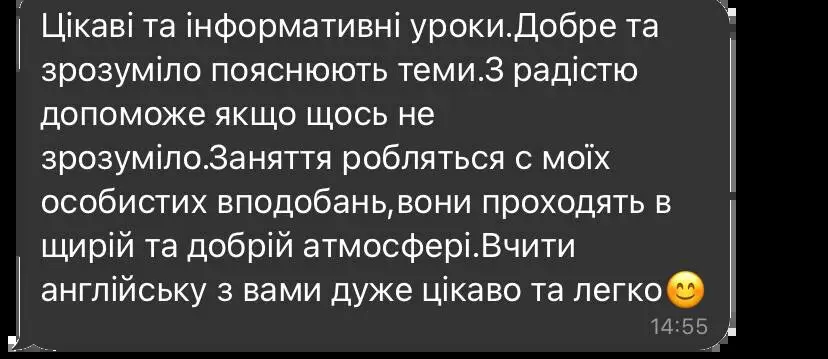 Цікаві та інформативні уроки.Добре та
зрозуміло пояснюють теми.З радістю
допоможе якщо щось не
зрозуміло.Заняття робляться с моїх
особистих вподобань,вони проходять в
щирій та добрій атмосфері.Вчити
англійську з вами дуже цікаво та легко😊
14:55